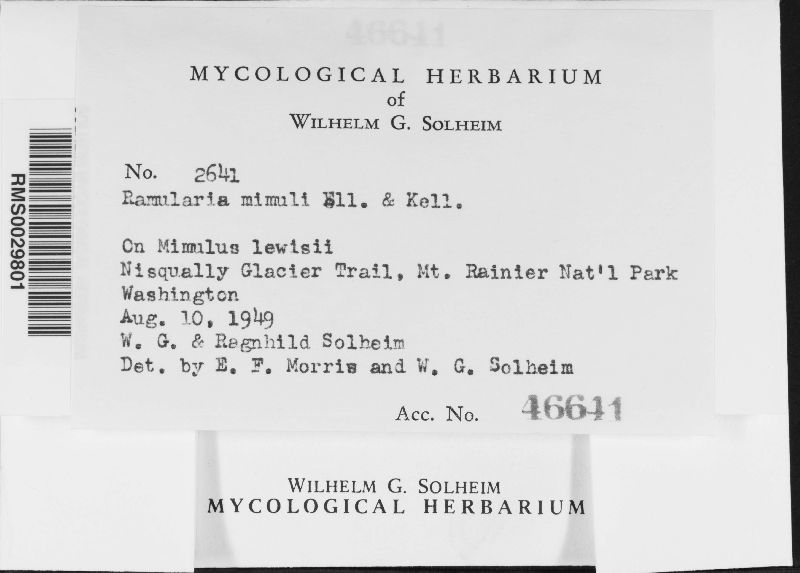 MYCOLOGICAL HERBARIUM
of
WILHELM G. SOLHEIM
No. 2641
Ramularia mimuli Ell. & Kell.
On Mimulus lewisii
Nisqually Glacier Trail, Mt. Rainier Nat'l Park
Washington
Aug. 10, 1949
W. G. & Ragnhild Solheim
Det. by E. F. Morris and W. G. Solheim
Acc. No. 46641
WILHELM G. SOLHEIM
MYCOLOGICAL HERBARIUM
RMS0029801
46641